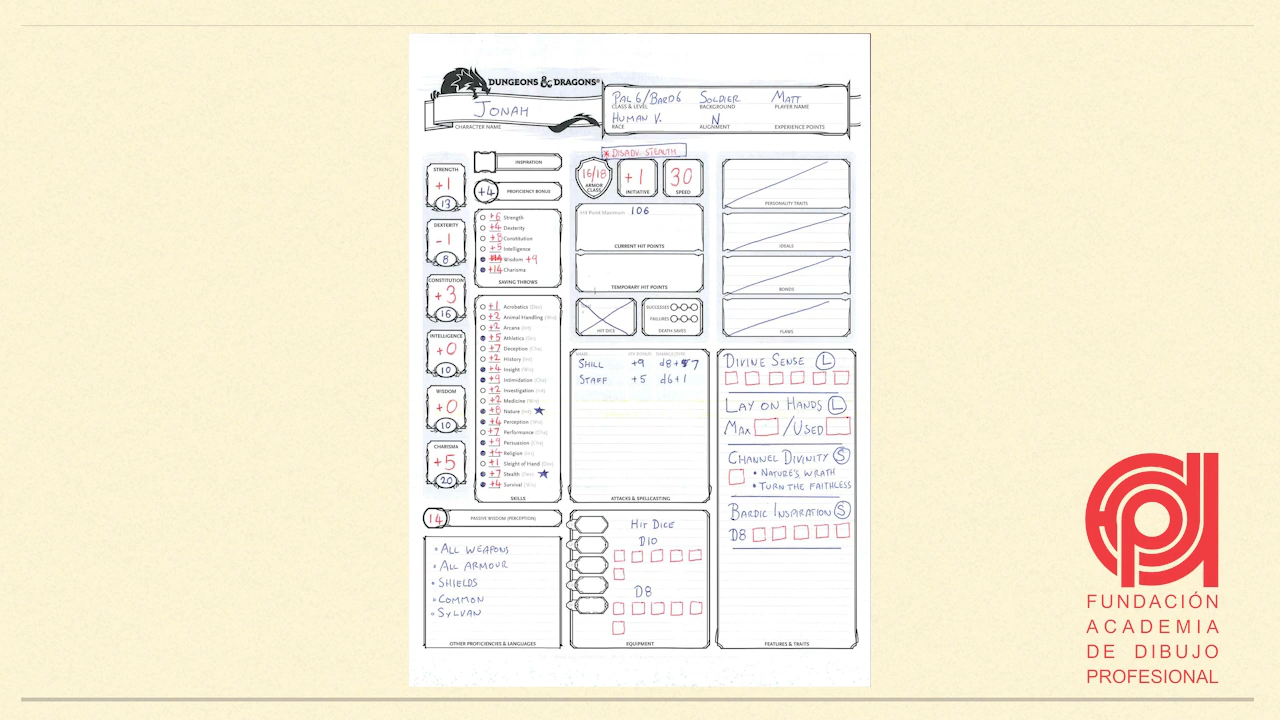 DUNGEONS & DRAGONS®
JONAH
CHARACTER NAME
PAL 6/BARD 6 SOLDIER MATT
CLASS & LEVEL BACKGROUND PLAYER NAME
HUMAN V. N
RACE ALIGNMENT EXPERIENCE POINTS
STRENGTH
+1
13
DEXTERITY
-1
8
CONSTITUTION
+3
16
INTELLIGENCE
+0
10
WISDOM
+0
10
CHARISMA
+5
20
INSPIRATION
+4 PROFICIENCY BONUS
+6 Strength
+4 Dexterity
+8 Constitution
+5 Intelligence
Wisdom +9
+14 Charisma
SAVING THROWS
+1 Acrobatics (Dex)
+2 Animal Handling (Wis)
+2 Arcana (Int)
+5 Athletics (Str)
+7 Deception (Cha)
+2 History (Int)
+4 Insight (Wis)
+9 Intimidation (Cha)
+2 Investigation (Int)
+2 Medicine (Wis)
+8 Nature (Int) ★
+4 Perception (Wis)
+7 Performance (Cha)
+9 Persuasion (Cha)
+4 Religion (Int)
+1 Sleight of Hand (Dex)
+7 Stealth (Dex) ★
+4 Survival (Wis)
SKILLS
14 PASSIVE WISDOM (PERCEPTION)
• ALL WEAPONS
• ALL ARMOUR
• SHIELDS
• COMMON
• SYLVAN
OTHER PROFICIENCIES & LANGUAGES
* DISADV. STEALTH
16/18
ARMOR CLASS
+1
INITIATIVE
30
SPEED
Hit Point Maximum 106
CURRENT HIT POINTS
TEMPORARY HIT POINTS
HIT DICE
SUCCESSES
FAILURES
DEATH SAVES
NAME ATK BONUS DAMAGE/TYPE
SHILL +9 d8+7
STAFF +5 d6+1
ATTACKS & SPELLCASTING
HIT DICE
D10
D8
EQUIPMENT
PERSONALITY TRAITS
IDEALS
BONDS
FLAWS
DIVINE SENSE L
LAY ON HANDS L
MAX /USED
CHANNEL DIVINITY S
• NATURE'S WRATH
• TURN THE FAITHLESS
BARDIC INSPIRATION S
D8
FEATURES & TRAITS
FUNDACIÓN
ACADEMIA
DE DIBUJO
PROFESIONAL